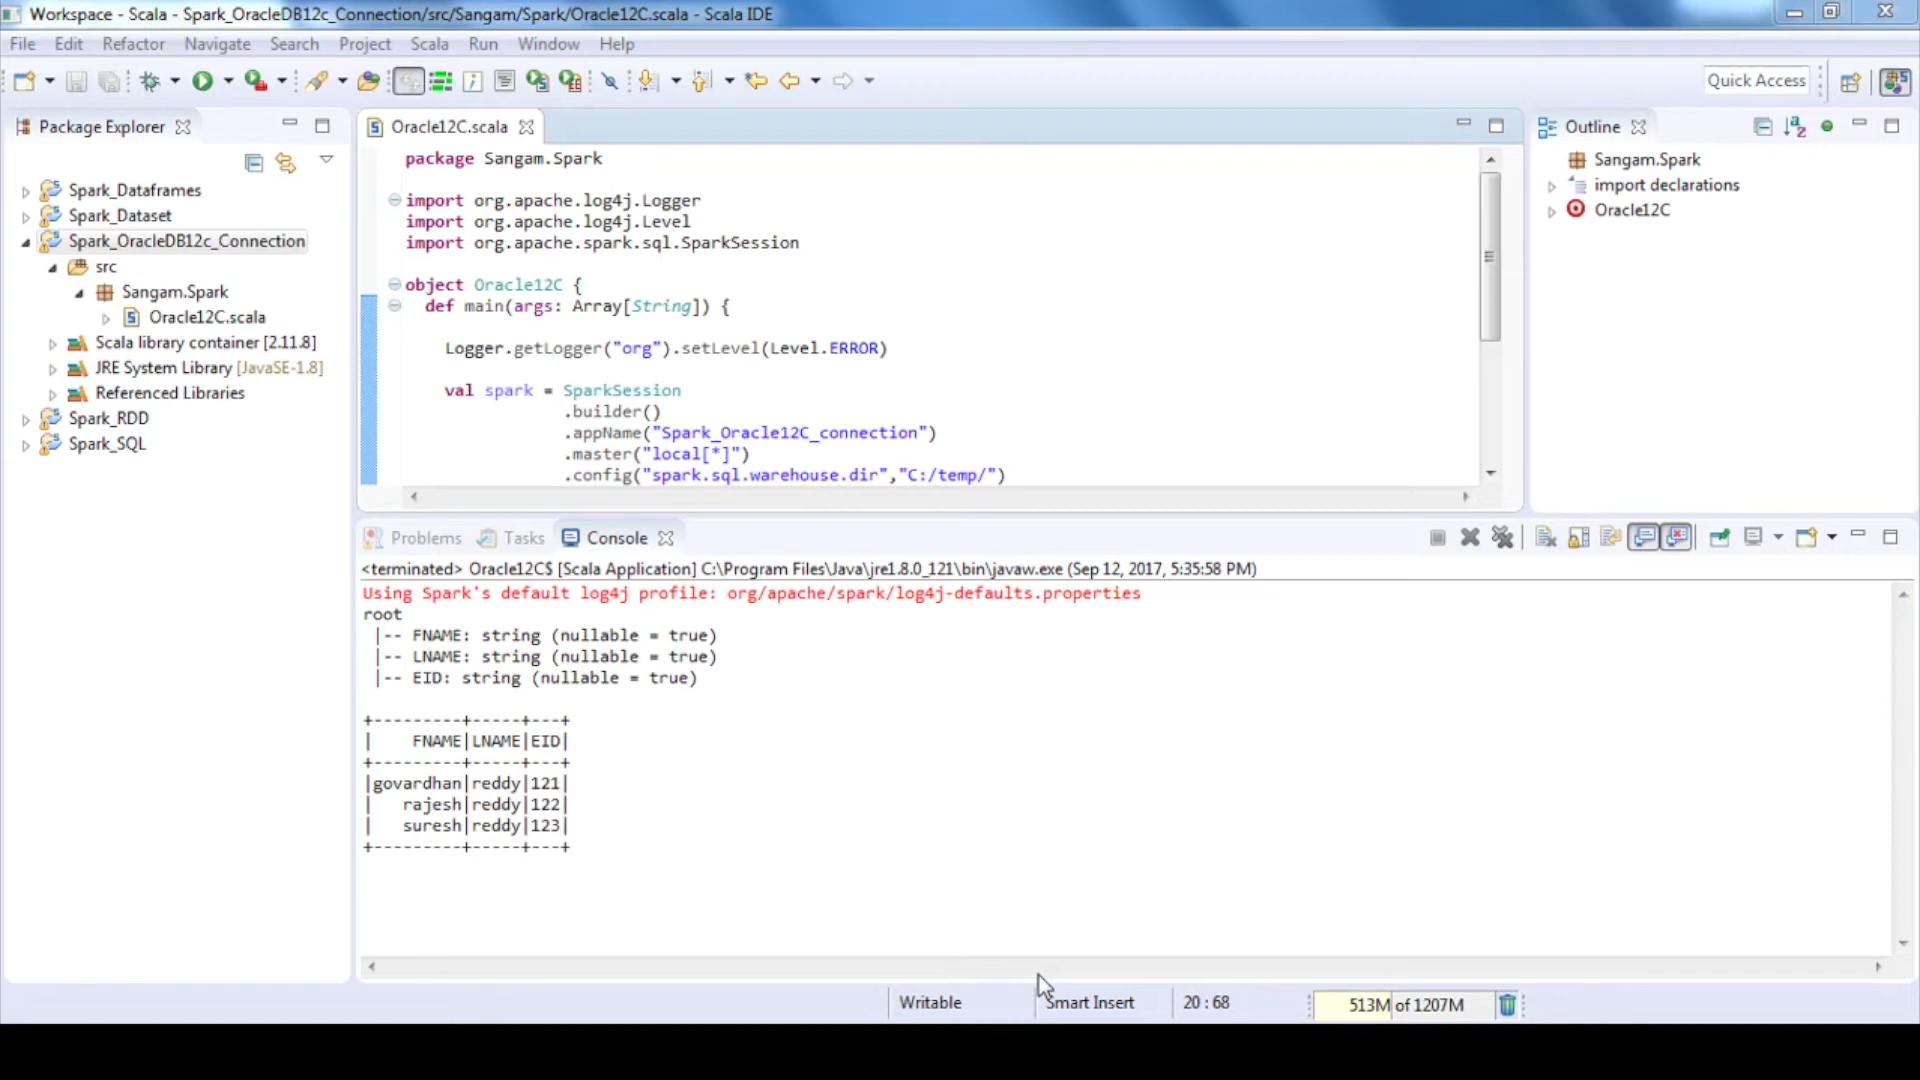 Workspace - Scala - Spark_OracleDB12c_Connection/src/Sangam/Spark/Oracle12C.scala - Scala IDE
File Edit Refactor Navigate Search Project Scala Run Window Help
Quick Access
Package Explorer
Spark_Dataframes
Spark_Dataset
Spark_OracleDB12c_Connection
src
Sangam.Spark
Oracle12C.scala
Scala library container [2.11.8]
JRE System Library [JavaSE-1.8]
Referenced Libraries
Spark_RDD
Spark_SQL
Oracle12C.scala
package Sangam.Spark
import org.apache.log4j.Logger
import org.apache.log4j.Level
import org.apache.spark.sql.SparkSession
object Oracle12C {
def main(args: Array[String]) {
Logger.getLogger("org").setLevel(Level.ERROR)
val spark = SparkSession
.builder()
.appName("Spark_Oracle12C_connection")
.master("local[*]")
.config("spark.sql.warehouse.dir","C:/temp/")
Outline
Sangam.Spark
import declarations
Oracle12C
Problems Tasks Console
<terminated> Oracle12C$ [Scala Application] C:\Program Files\Java\jre1.8.0_121\bin\javaw.exe (Sep 12, 2017, 5:35:58 PM)
Using Spark's default log4j profile: org/apache/spark/log4j-defaults.properties
root
|-- FNAME: string (nullable = true)
|-- LNAME: string (nullable = true)
|-- EID: string (nullable = true)
+---------+-----+---+
|    FNAME|LNAME|EID|
+---------+-----+---+
|govardhan|reddy|121|
|   rajesh|reddy|122|
|   suresh|reddy|123|
+---------+-----+---+
Writable Smart Insert 20 : 68 513M of 1207M